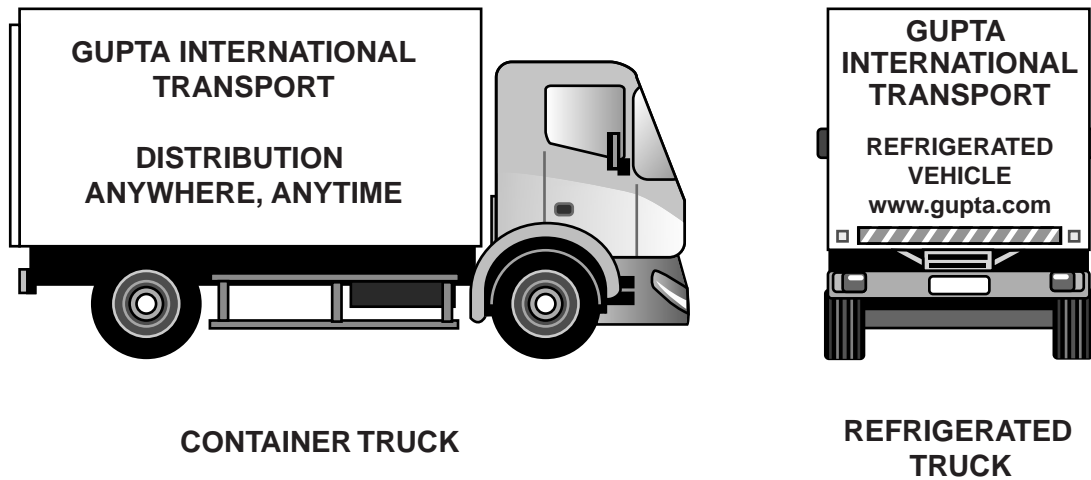 GUPTA INTERNATIONAL
TRANSPORT
DISTRIBUTION
ANYWHERE, ANYTIME
CONTAINER TRUCK
GUPTA
INTERNATIONAL
TRANSPORT
REFRIGERATED
VEHICLE
www.gupta.com
REFRIGERATED
TRUCK